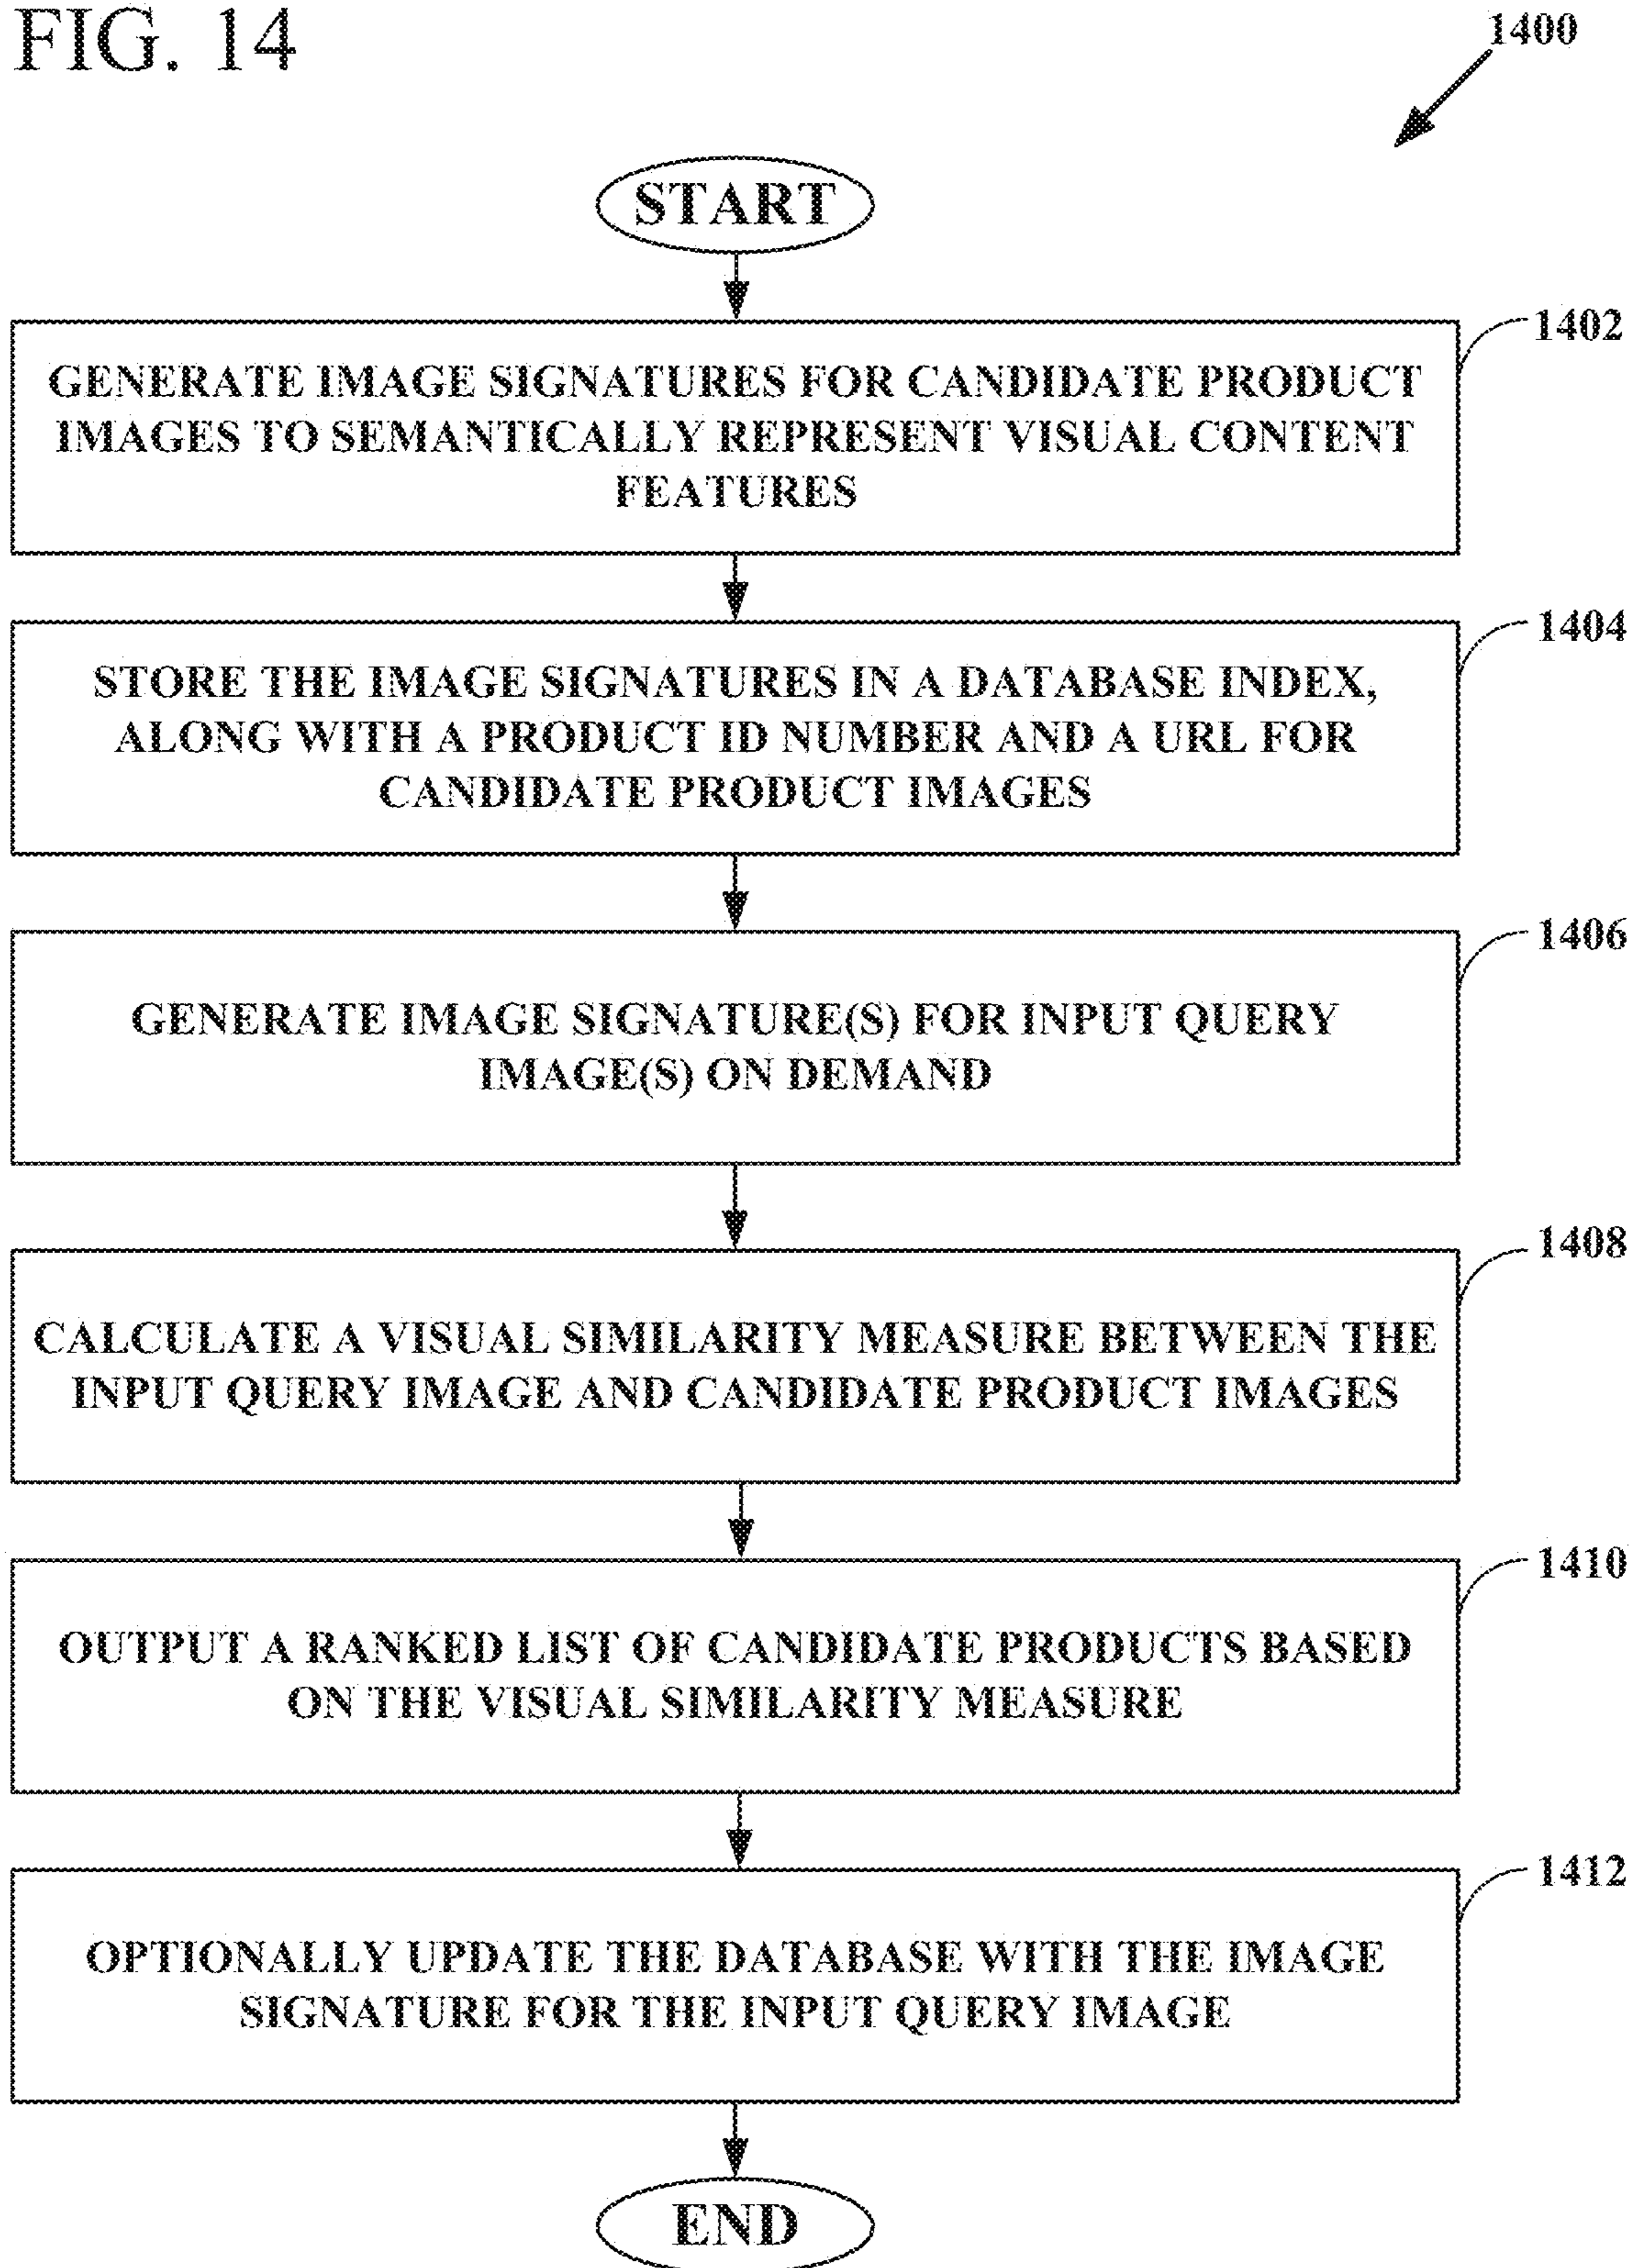 FIG. 14
1400
START
1402
GENERATE IMAGE SIGNATURES FOR CANDIDATE PRODUCT
IMAGES TO SEMANTICALLY REPRESENT VISUAL CONTENT
FEATURES
1404
STORE THE IMAGE SIGNATURES IN A DATABASE INDEX,
ALONG WITH A PRODUCT ID NUMBER AND A URL FOR
CANDIDATE PRODUCT IMAGES
1406
GENERATE IMAGE SIGNATURE(S) FOR INPUT QUERY
IMAGE(S) ON DEMAND
1408
CALCULATE A VISUAL SIMILARITY MEASURE BETWEEN THE
INPUT QUERY IMAGE AND CANDIDATE PRODUCT IMAGES
1410
OUTPUT A RANKED LIST OF CANDIDATE PRODUCTS BASED
ON THE VISUAL SIMILARITY MEASURE
1412
OPTIONALLY UPDATE THE DATABASE WITH THE IMAGE
SIGNATURE FOR THE INPUT QUERY IMAGE
END